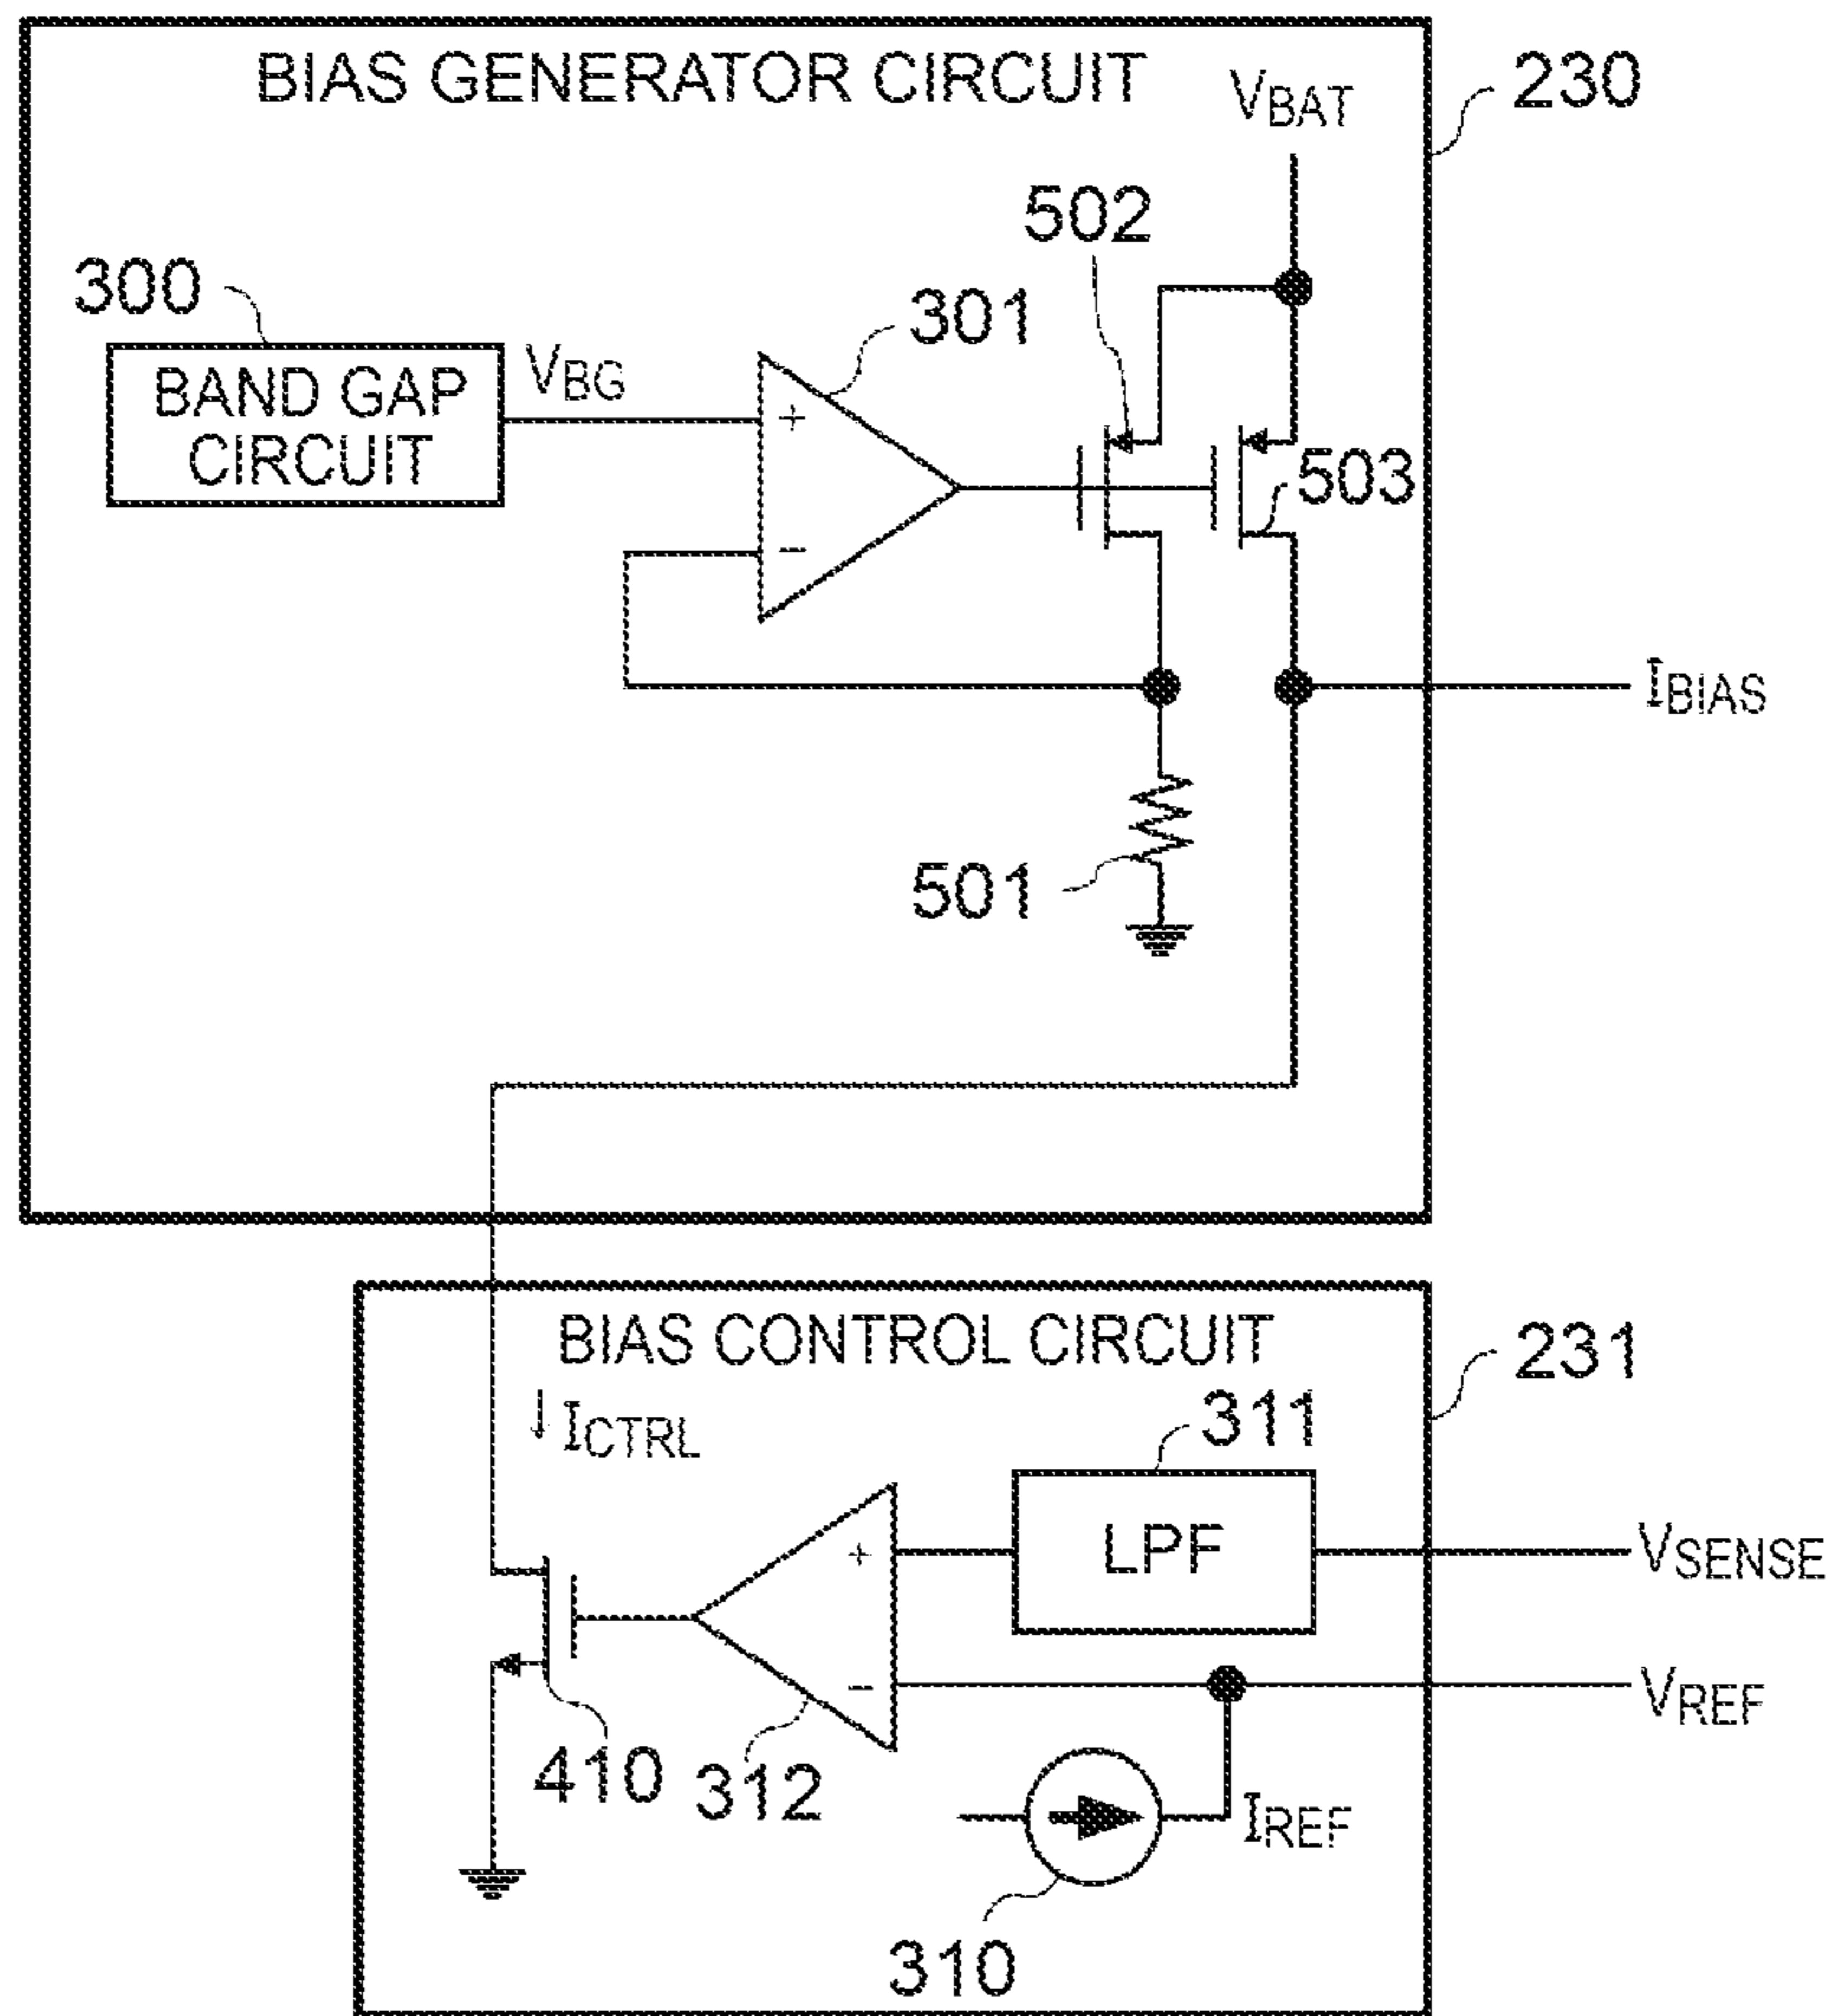 BIAS GENERATOR CIRCUIT
VBAT
230
502
300
301
VBG
+
BAND GAP
CIRCUIT
503
−
IBIAS
501
BIAS CONTROL CIRCUIT
231
ICTRL
311
+
LPF
VSENSE
−
VREF
410
312
IREF
310